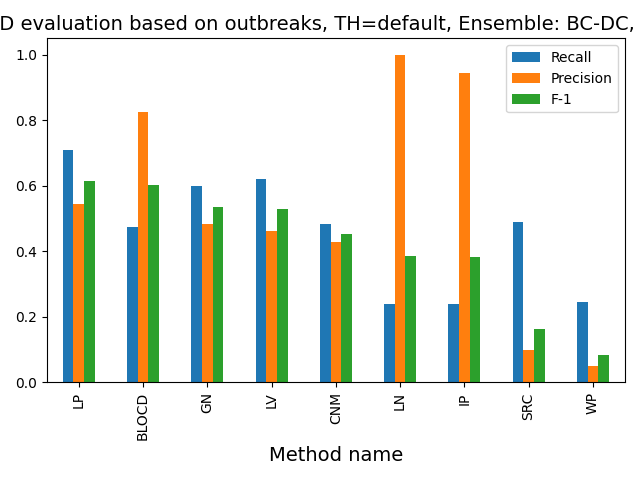 D evaluation based on outbreaks, TH=default, Ensemble: BC-DC,
Recall
Precision
F-1
1.0
0.8
0.6
0.4
0.2
0.0
LP
BLOCD
GN
LV
CNM
LN
IP
SRC
WP
Method name